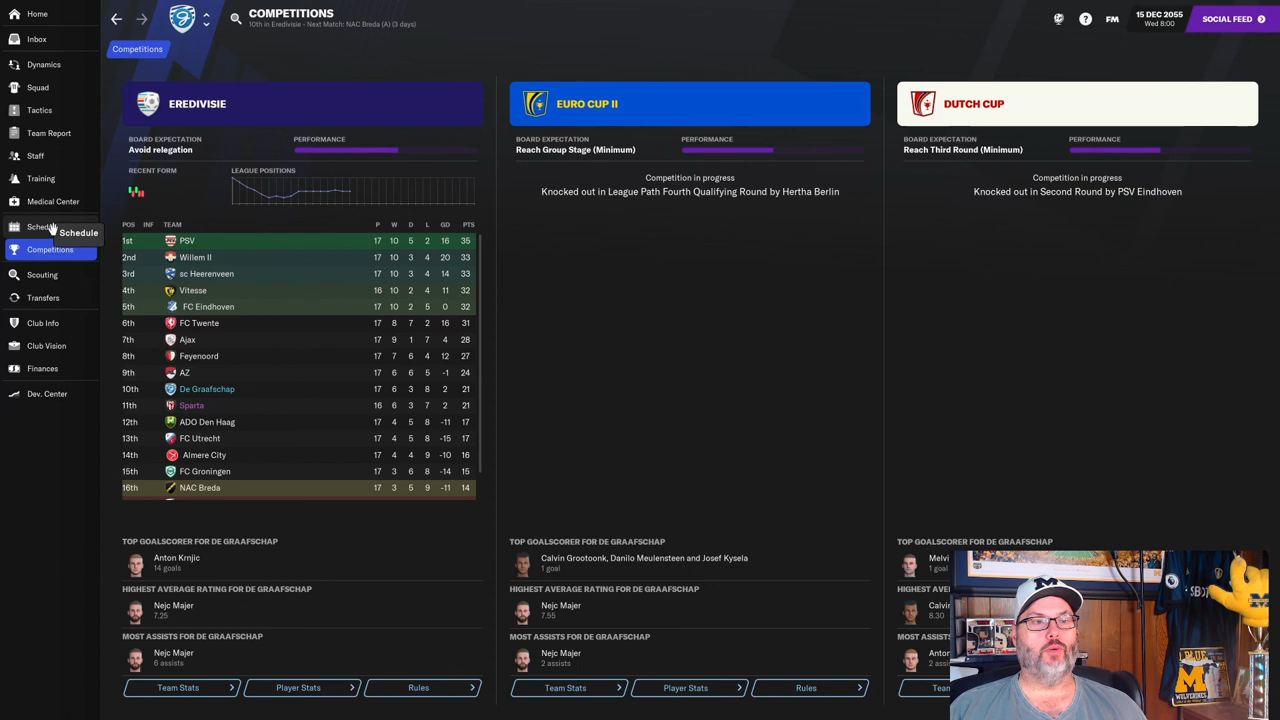 Home
Inbox
Dynamics
Squad
Tactics
Team Report
Staff
Training
Medical Center
Schedule
Competitions
Scouting
Transfers
Club Info
Club Vision
Finances
Dev. Center
COMPETITIONS
10th in Eredivisie - Next Match: NAC Breda (A) (3 days)
FM
15 DEC 2055
Wed 8:00
SOCIAL FEED
Competitions
EREDIVISIE
BOARD EXPECTATION PERFORMANCE
Avoid relegation
RECENT FORM LEAGUE POSITIONS
POS INF TEAM P W D L GD PTS
1st PSV 17 10 5 2 16 35
2nd Willem II 17 10 3 4 20 33
3rd sc Heerenveen 17 10 3 4 14 33
4th Vitesse 16 10 2 4 11 32
5th FC Eindhoven 17 10 2 5 0 32
6th FC Twente 17 8 7 2 16 31
7th Ajax 17 9 1 7 4 28
8th Feyenoord 17 7 6 4 12 27
9th AZ 17 6 6 5 -1 24
10th De Graafschap 17 6 3 8 2 21
11th Sparta 16 6 3 7 2 21
12th ADO Den Haag 17 4 5 8 -11 17
13th FC Utrecht 17 4 5 8 -15 17
14th Almere City 17 4 4 9 -10 16
15th FC Groningen 17 3 6 8 -14 15
16th NAC Breda 17 3 5 9 -11 14
TOP GOALSCORER FOR DE GRAAFSCHAP
Anton Krnjic
14 goals
HIGHEST AVERAGE RATING FOR DE GRAAFSCHAP
Nejc Majer
7.25
MOST ASSISTS FOR DE GRAAFSCHAP
Nejc Majer
6 assists
Team Stats
Player Stats
Rules
EURO CUP II
BOARD EXPECTATION PERFORMANCE
Reach Group Stage (Minimum)
Competition in progress
Knocked out in League Path Fourth Qualifying Round by Hertha Berlin
TOP GOALSCORER FOR DE GRAAFSCHAP
Calvin Grootoonk, Danilo Meulensteen and Josef Kysela
1 goal
HIGHEST AVERAGE RATING FOR DE GRAAFSCHAP
Nejc Majer
7.55
MOST ASSISTS FOR DE GRAAFSCHAP
Nejc Majer
2 assists
Team Stats
Player Stats
Rules
DUTCH CUP
BOARD EXPECTATION PERFORMANCE
Reach Third Round (Minimum)
Competition in progress
Knocked out in Second Round by PSV Eindhoven
TOP GOALSCORER FOR DE GRAAFSCHAP
Melvi
1 goal
HIGHEST AVERAGE R
Calvin
8.30
MOST ASSISTS F
Anton
2 assis
Team